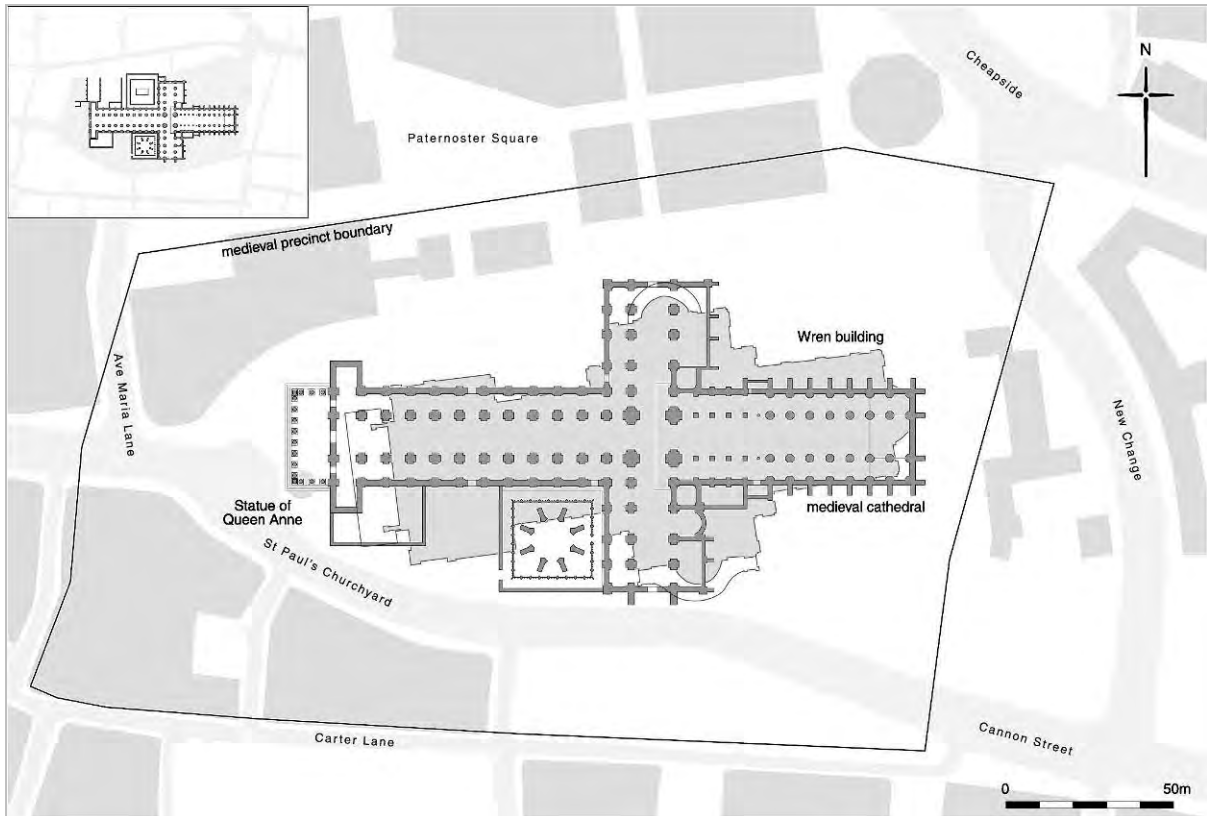 N
Cheapside
Paternoster Square
medieval precinct boundary
Wren building
Ave Maria Lane
New Change
Statue of
Queen Anne
medieval cathedral
St Paul's Churchyard
Carter Lane
Cannon Street
0
50m